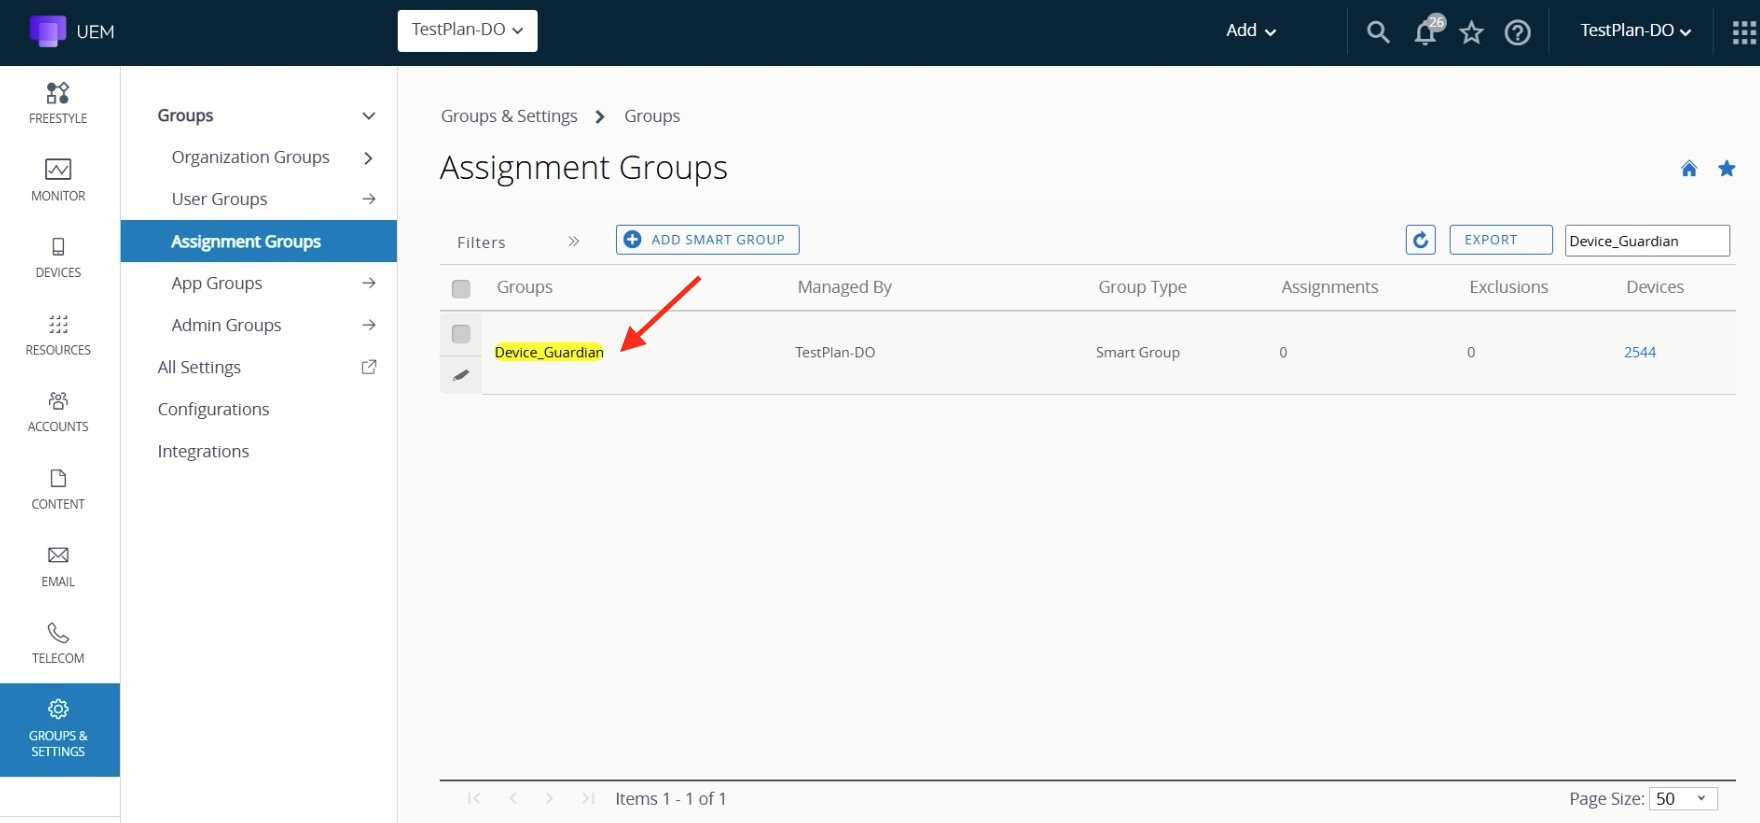 UEM
TestPlan-DO
Add
26
TestPlan-DO
FREESTYLE
MONITOR
DEVICES
RESOURCES
ACCOUNTS
CONTENT
EMAIL
TELECOM
GROUPS &
SETTINGS
Groups
Organization Groups
User Groups
Assignment Groups
App Groups
Admin Groups
All Settings
Configurations
Integrations
Groups & Settings > Groups
Assignment Groups
Filters » ADD SMART GROUP EXPORT Device_Guardian
Groups Managed By Group Type Assignments Exclusions Devices
Device_Guardian TestPlan-DO Smart Group 0 0 2544
Items 1 - 1 of 1 Page Size: 50